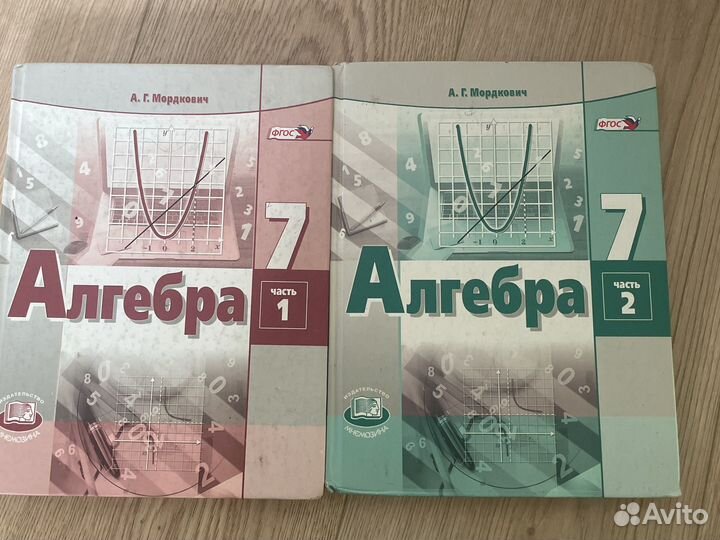 А. Г. Мордкович
ФГОС
7
Алгебра
часть
1
ИЗДАТЕЛЬСТВО
МНЕМОЗИНА
А. Г. Мордкович
ФГОС
7
Алгебра
часть
2
ИЗДАТЕЛЬСТВО
МНЕМОЗИНА
Avito